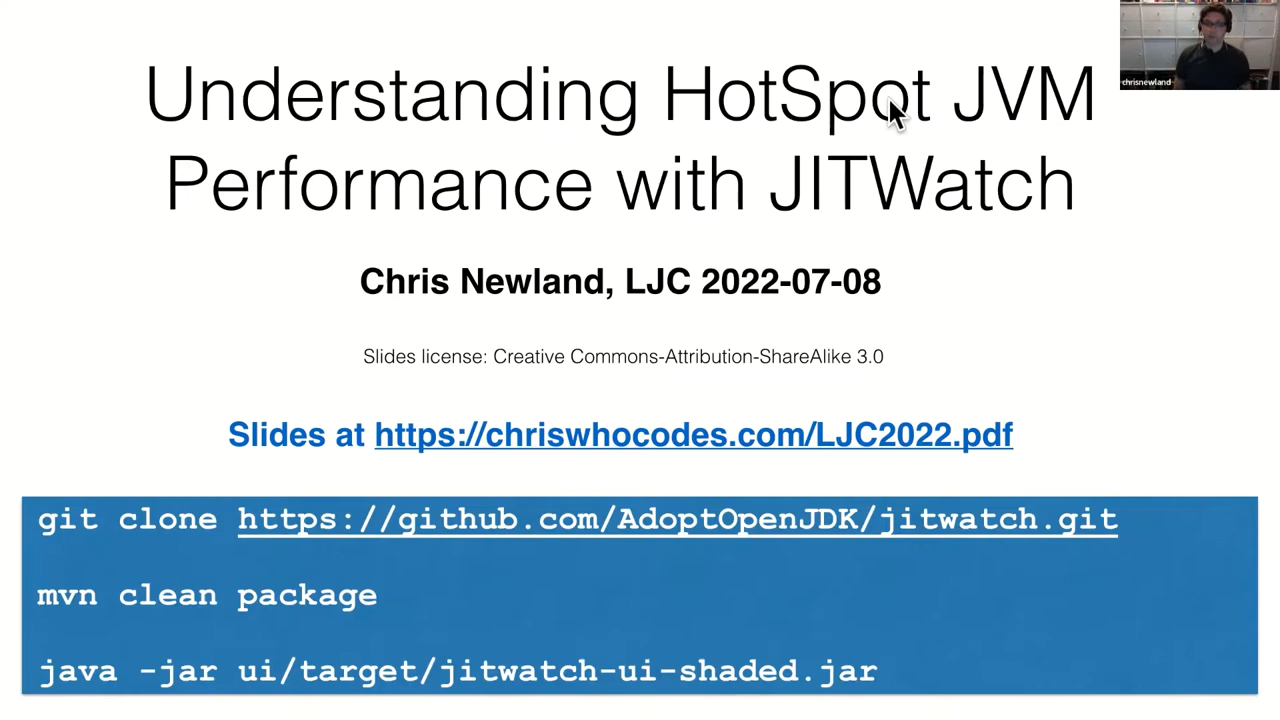 Understanding HotSpot JVM
Performance with JITWatch
chrisnewland
Chris Newland, LJC 2022-07-08
Slides license: Creative Commons-Attribution-ShareAlike 3.0
Slides at https://chriswhocodes.com/LJC2022.pdf
git clone https://github.com/AdoptOpenJDK/jitwatch.git
mvn clean package
java -jar ui/target/jitwatch-ui-shaded.jar